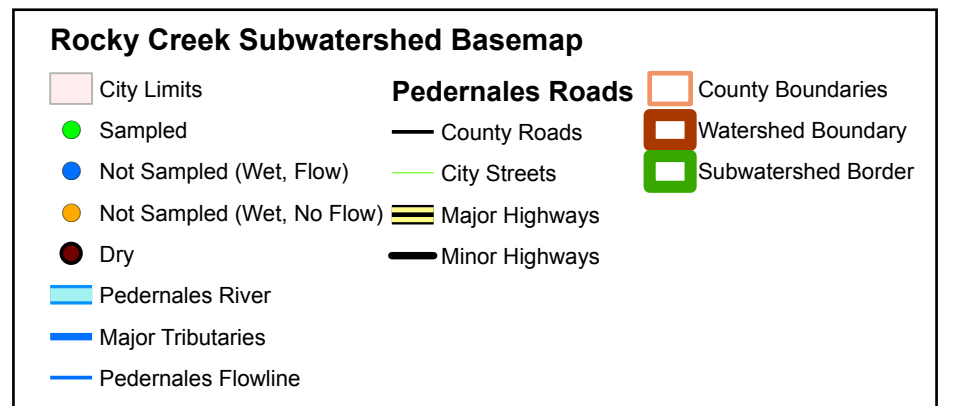 Rocky Creek Subwatershed Basemap
City Limits
Sampled
Not Sampled (Wet, Flow)
Not Sampled (Wet, No Flow)
Dry
Pedernales River
Major Tributaries
Pedernales Flowline
Pedernales Roads
County Roads
City Streets
Major Highways
Minor Highways
County Boundaries
Watershed Boundary
Subwatershed Border